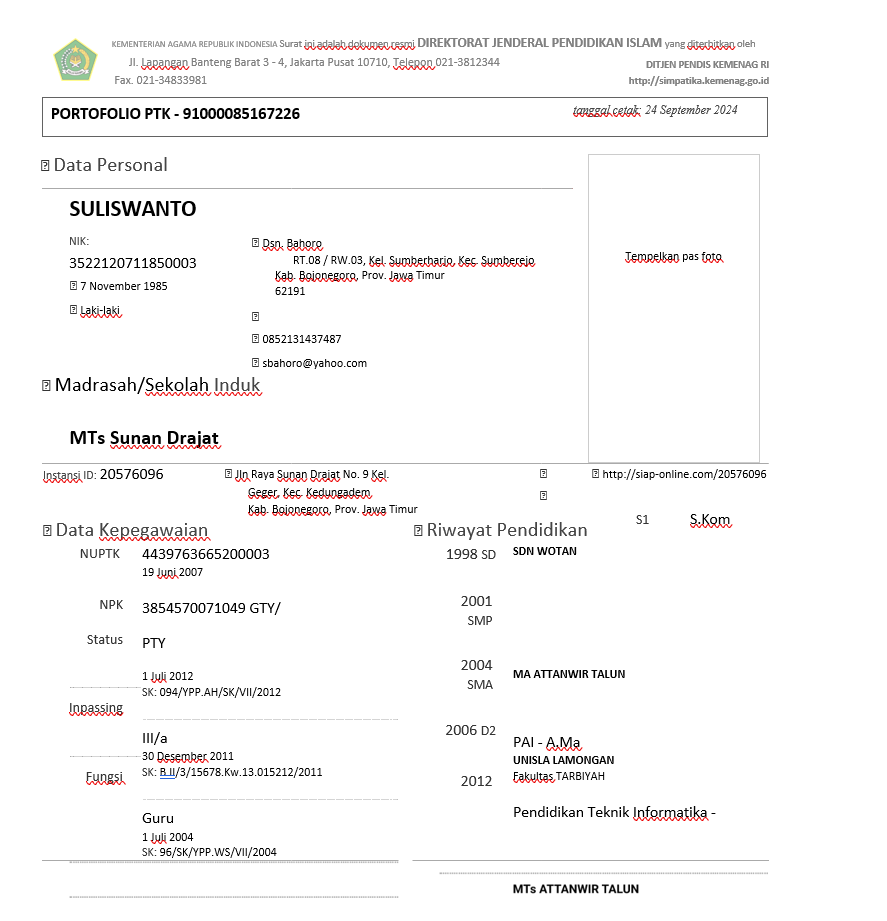 KEMENTERIAN AGAMA REPUBLIK INDONESIA Surat ini adalah dokumen resmi DIREKTORAT JENDERAL PENDIDIKAN ISLAM yang diterbitkan oleh
Jl. Lapangan Banteng Barat 3 - 4, Jakarta Pusat 10710, Telepon 021-3812344
DITJEN PENDIS KEMENAG RI
Fax. 021-34833981
http://simpatika.kemenag.go.id
PORTOFOLIO PTK - 91000085167226
tanggal cetak: 24 September 2024
Data Personal
SULISWANTO
NIK:
3522120711850003
7 November 1985
Laki-laki
Dsn. Bahoro
RT.08 / RW.03, Kel. Sumberharjo, Kec. Sumberejo
Kab. Bojonegoro, Prov. Jawa Timur
62191
0852131437487
sbahoro@yahoo.com
Tempelkan pas foto
Madrasah/Sekolah Induk
MTs Sunan Drajat
Instansi ID: 20576096
Jln Raya Sunan Drajat No. 9 Kel.
Geger, Kec. Kedungadem,
Kab. Bojonegoro, Prov. Jawa Timur
http://siap-online.com/20576096
Data Kepegawaian
NUPTK 4439763665200003
19 Juni 2007
NPK 3854570071049 GTY/
Status PTY
1 Juli 2012
SK: 094/YPP.AH/SK/VII/2012
Inpassing
III/a
30 Desember 2011
SK: B.II/3/15678.Kw.13.015212/2011
Fungsi
Guru
1 Juli 2004
SK: 96/SK/YPP.WS/VII/2004
S1 S.Kom
Riwayat Pendidikan
1998 SD SDN WOTAN
2001
SMP
2004
SMA
MA ATTANWIR TALUN
2006 D2
PAI - A.Ma
UNISLA LAMONGAN
Fakultas TARBIYAH
2012
Pendidikan Teknik Informatika -
MTs ATTANWIR TALUN